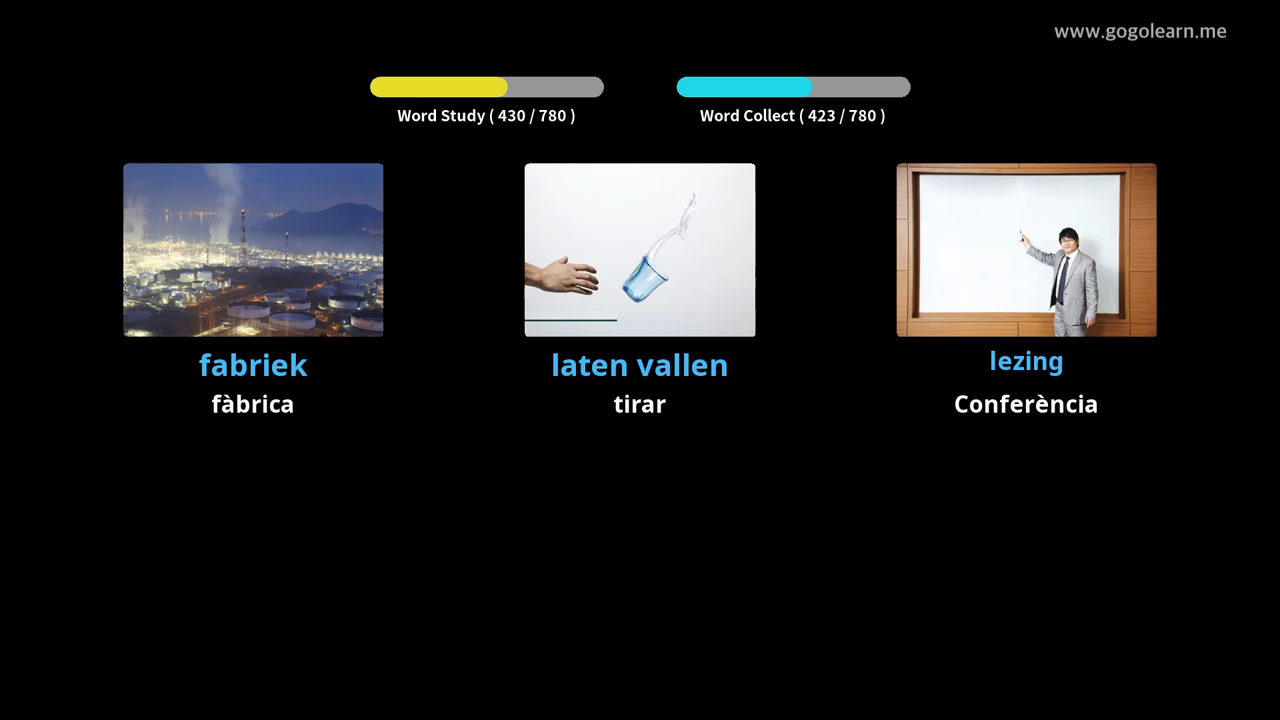 www.gogolearn.me
Word Study ( 430 / 780 )
Word Collect ( 423 / 780 )
fabriek
fàbrica
laten vallen
tirar
lezing
Conferència